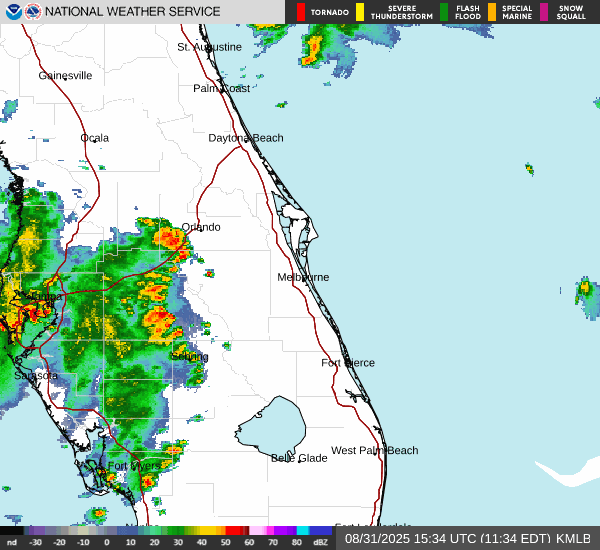 NATIONAL WEATHER SERVICE
TORNADO
SEVERE THUNDERSTORM
FLASH FLOOD
SPECIAL MARINE
SNOW SQUALL
St. Augustine
Gainesville
Palm Coast
Ocala
Daytona Beach
Orlando
Melbourne
Tampa
Sebring
Fort Pierce
Sarasota
West Palm Beach
Belle Glade
Fort Myers
Fort Lauderdale
nd -30 -20 -10 0 10 20 30 40 50 60 70 80 dBZ
08/31/2025 15:34 UTC (11:34 EDT) KMLB